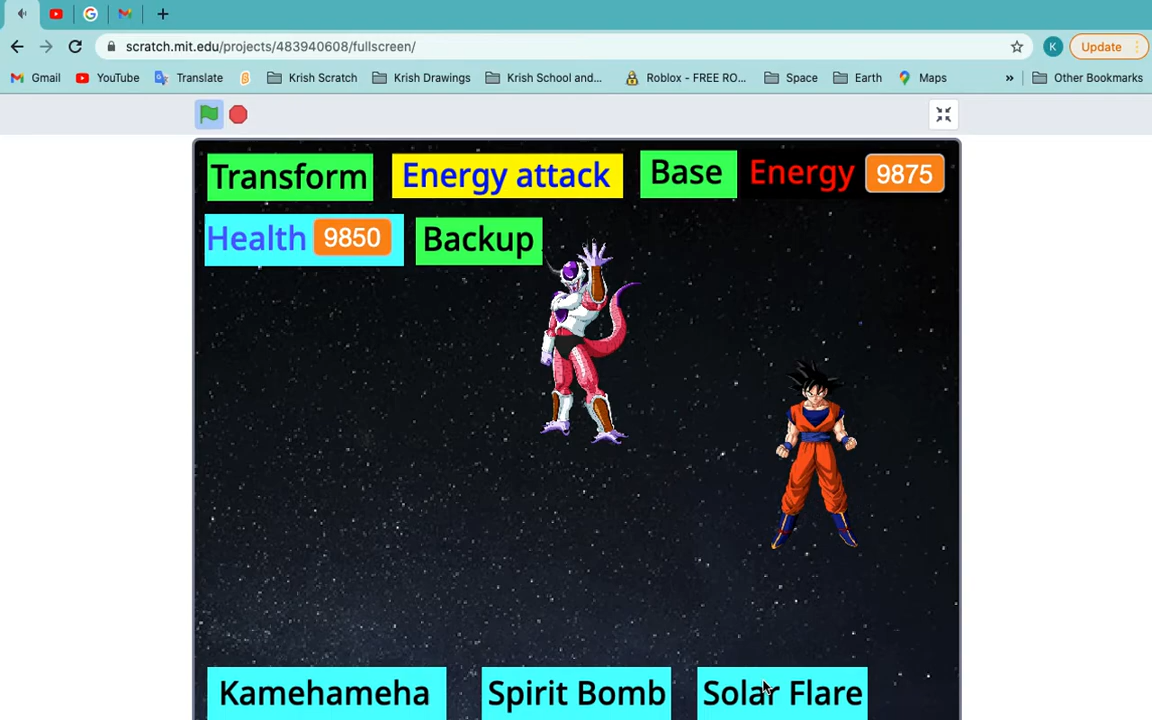 scratch.mit.edu/projects/483940608/fullscreen/
K
Update
Gmail
YouTube
Translate
Krish Scratch
Krish Drawings
Krish School and...
Roblox - FREE RO...
Space
Earth
Maps
»
Other Bookmarks
Transform
Energy attack
Base
Energy 9875
Health 9850
Backup
Kamehameha
Spirit Bomb
Solar Flare